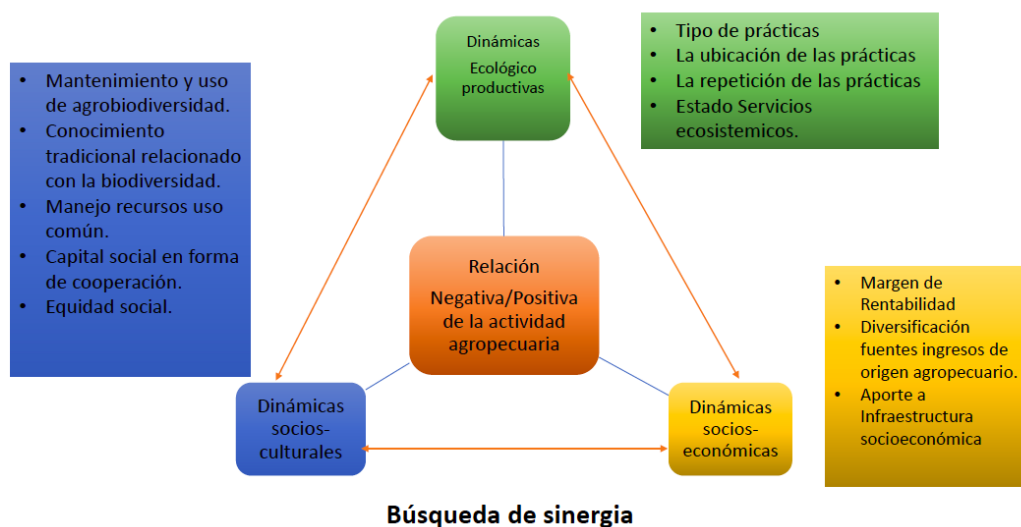 Dinámicas
Ecológico
productivas
• Tipo de prácticas
• La ubicación de las prácticas
• La repetición de las prácticas
• Estado Servicios
ecosistemicos.
• Mantenimiento y uso
de agrobiodiversidad.
• Conocimiento
tradicional relacionado
con la biodiversidad.
• Manejo recursos uso
común.
• Capital social en forma
de cooperación.
• Equidad social.
Relación
Negativa/Positiva
de la actividad
agropecuaria
• Margen de
Rentabilidad
• Diversificación
fuentes ingresos de
origen agropecuario.
• Aporte a
Infraestructura
socioeconómica
Dinámicas
socios-
culturales
Dinámicas
socios-
económicas
Búsqueda de sinergia